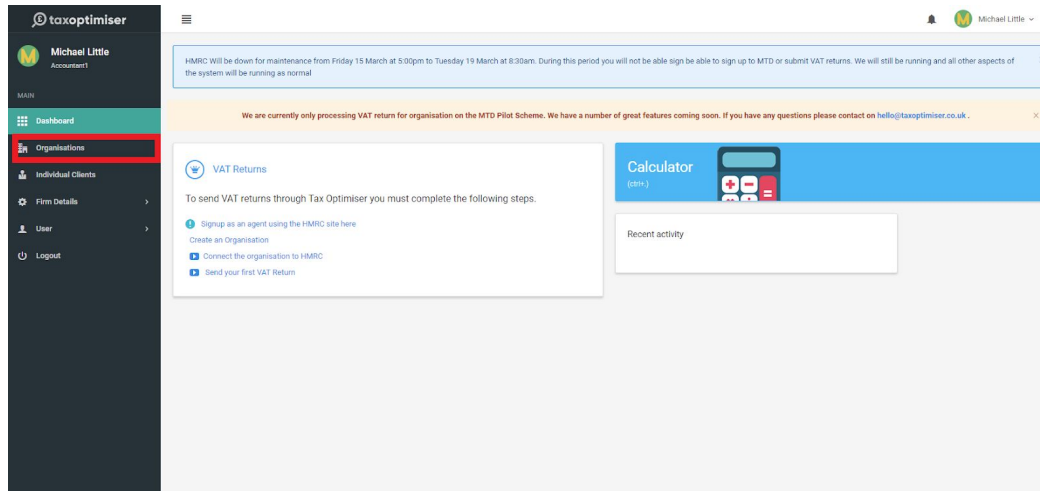 taxoptimiser
Michael Little
Michael Little
Accountant1
HMRC Will be down for maintenance from Friday 15 March at 5:00pm to Tuesday 19 March at 8:30am. During this period you will not be able sign be able to sign up to MTD or submit VAT returns. We will still be running and all other aspects of
the system will be running as normal
MAIN
Dashboard
Organisations
Individual Clients
Firm Details
User
Logout
We are currently only processing VAT return for organisation on the MTD Pilot Scheme. We have a number of great features coming soon. If you have any questions please contact on hello@taxoptimiser.co.uk .
VAT Returns
To send VAT returns through Tax Optimiser you must complete the following steps.
Signup as an agent using the HMRC site here
Create an Organisation
Connect the organisation to HMRC
Send your first VAT Return
Calculator
(ctrl+.)
Recent activity